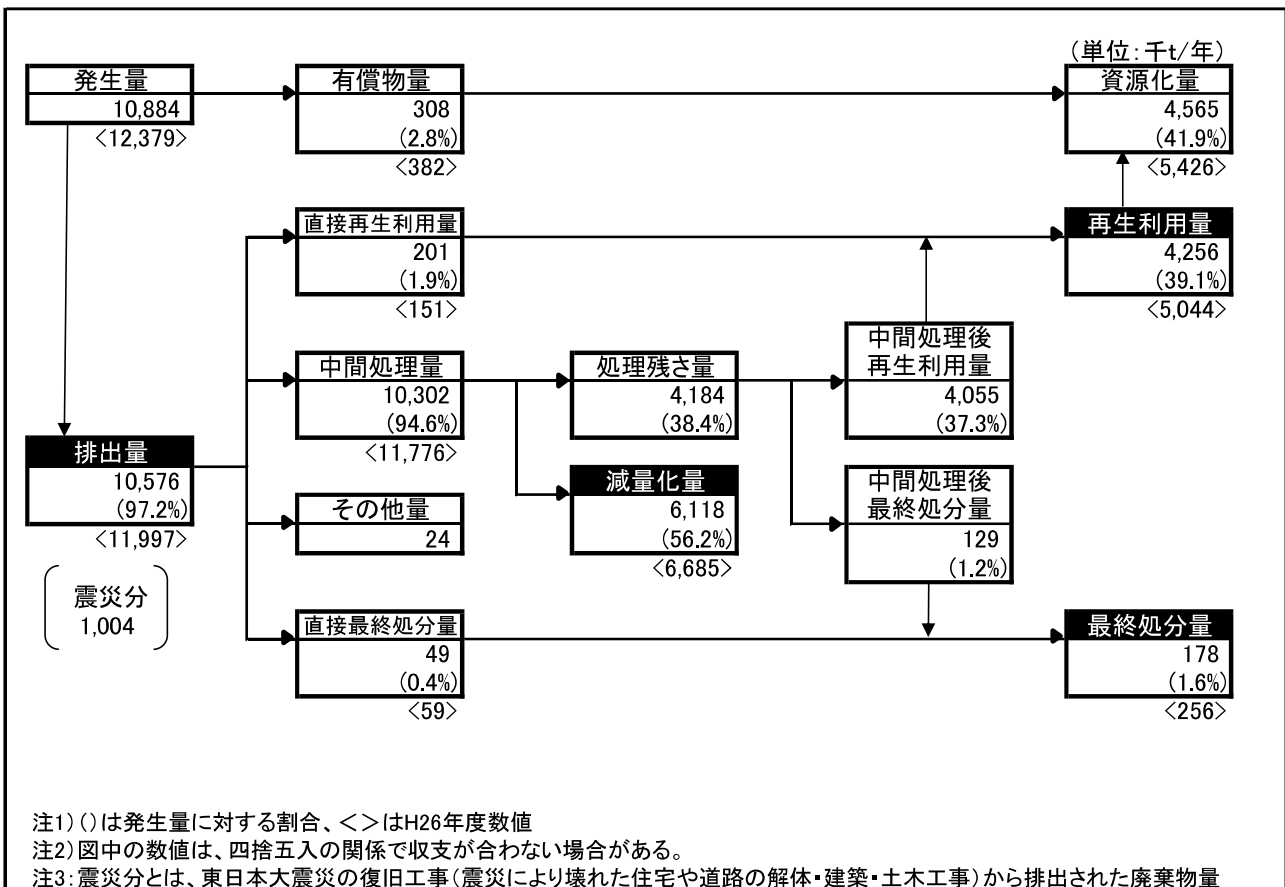 (単位:千t/年)
発生量
10,884
<12,379>
有償物量
308
(2.8%)
<382>
資源化量
4,565
(41.9%)
<5,426>
直接再生利用量
201
(1.9%)
<151>
再生利用量
4,256
(39.1%)
<5,044>
中間処理量
10,302
(94.6%)
<11,776>
処理残さ量
4,184
(38.4%)
中間処理後
再生利用量
4,055
(37.3%)
排出量
10,576
(97.2%)
<11,997>
震災分
1,004
その他量
24
減量化量
6,118
(56.2%)
<6,685>
中間処理後
最終処分量
129
(1.2%)
直接最終処分量
49
(0.4%)
<59>
最終処分量
178
(1.6%)
<256>
注1)()は発生量に対する割合、<>はH26年度数値
注2)図中の数値は、四捨五入の関係で収支が合わない場合がある。
注3:震災分とは、東日本大震災の復旧工事(震災により壊れた住宅や道路の解体・建築・土木工事)から排出された廃棄物量